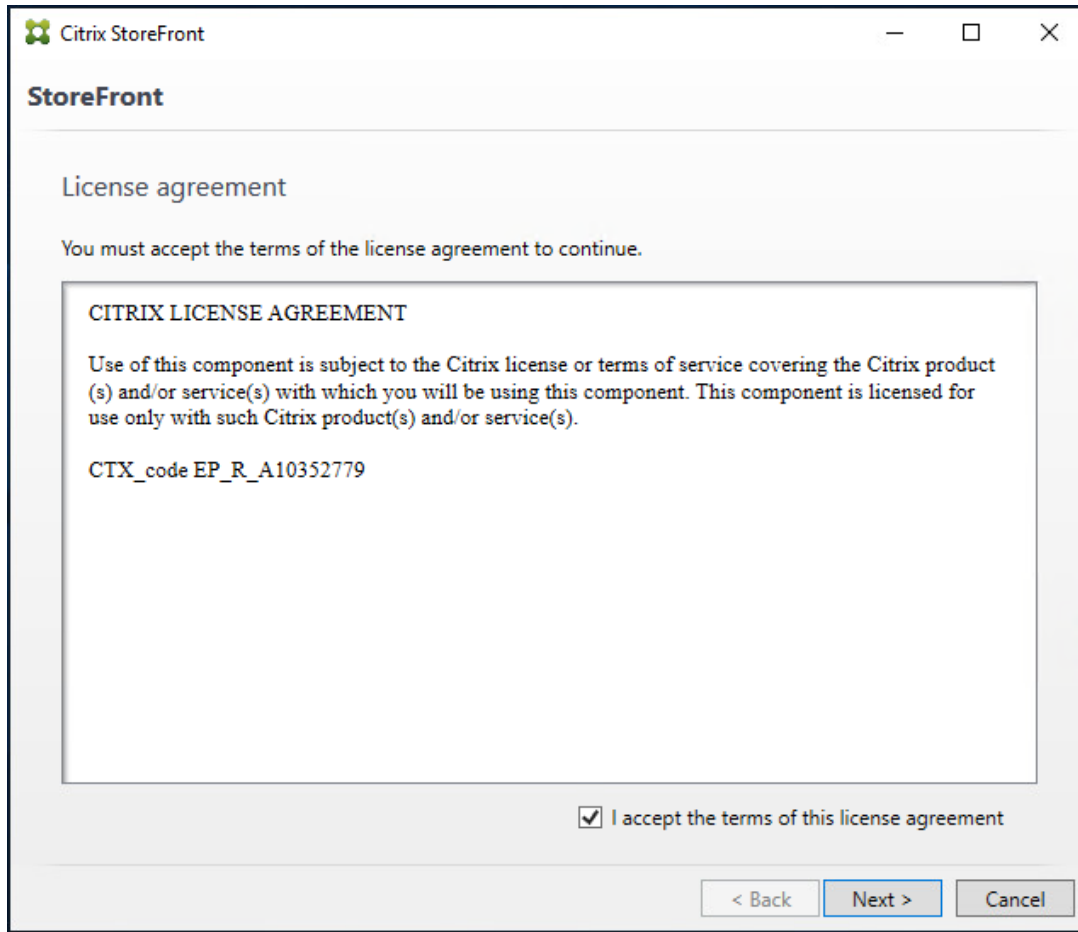 Citrix StoreFront
StoreFront
License agreement
You must accept the terms of the license agreement to continue.
CITRIX LICENSE AGREEMENT
Use of this component is subject to the Citrix license or terms of service covering the Citrix product
(s) and/or service(s) with which you will be using this component. This component is licensed for
use only with such Citrix product(s) and/or service(s).
CTX_code EP_R_A10352779
I accept the terms of this license agreement
< Back Next > Cancel